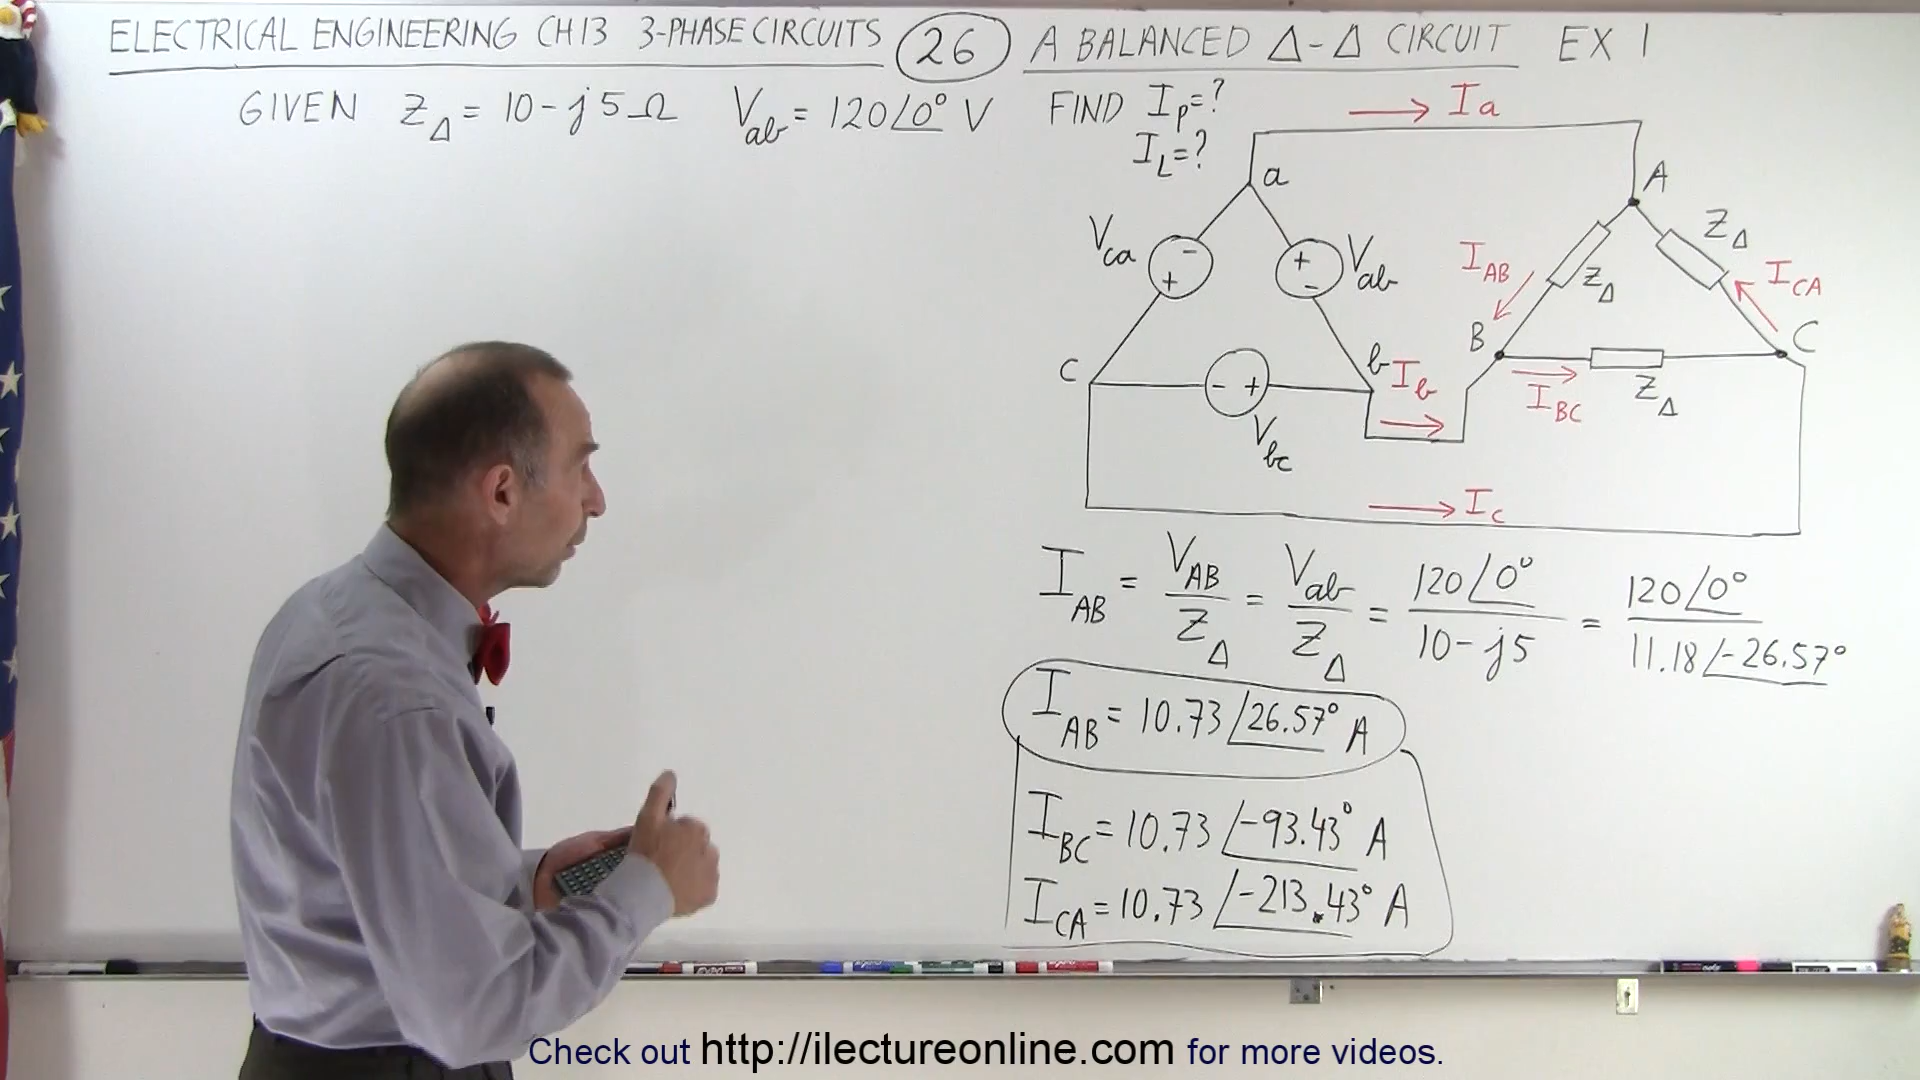 ELECTRICAL ENGINEERING CH13 3-PHASE CIRCUITS 26 A BALANCED Δ-Δ CIRCUIT EX 1
GIVEN Z_Δ = 10-j5Ω V_ab = 120∠0° V FIND I_P=?
I_L=?
I_a
a
A
V_ca
-
+
+
-
V_ab
I_AB
Z_Δ
Z_Δ
I_CA
C
b
B
C
-
+
V_bc
I_b
I_BC
Z_Δ
I_c
I_AB = V_AB/Z_Δ = V_ab/Z_Δ = 120∠0°/10-j5 = 120∠0°/11.18∠-26.57°
I_AB = 10.73∠26.57° A
I_BC = 10.73∠-93.43° A
I_CA = 10.73∠-213.43° A
Check out http://ilectureonline.com for more videos.